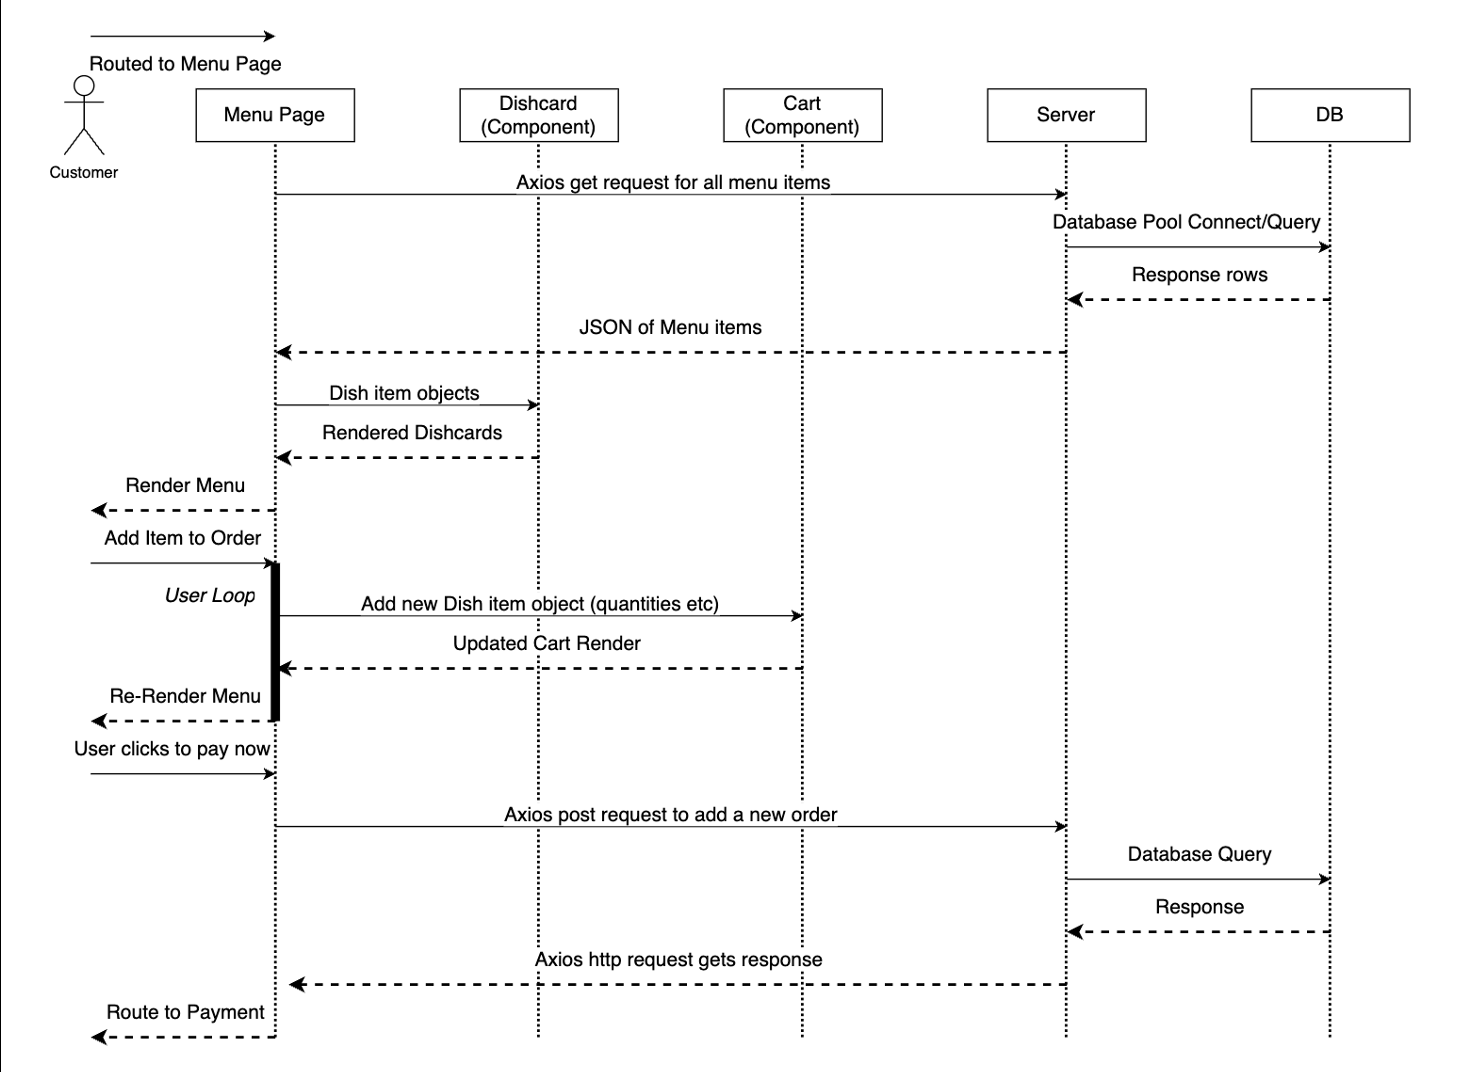 Routed to Menu Page
Customer
Menu Page
Dishcard
(Component)
Cart
(Component)
Server
DB
Axios get request for all menu items
Database Pool Connect/Query
Response rows
JSON of Menu items
Dish item objects
Rendered Dishcards
Render Menu
Add Item to Order
User Loop
Add new Dish item object (quantities etc)
Updated Cart Render
Re-Render Menu
User clicks to pay now
Axios post request to add a new order
Database Query
Response
Axios http request gets response
Route to Payment